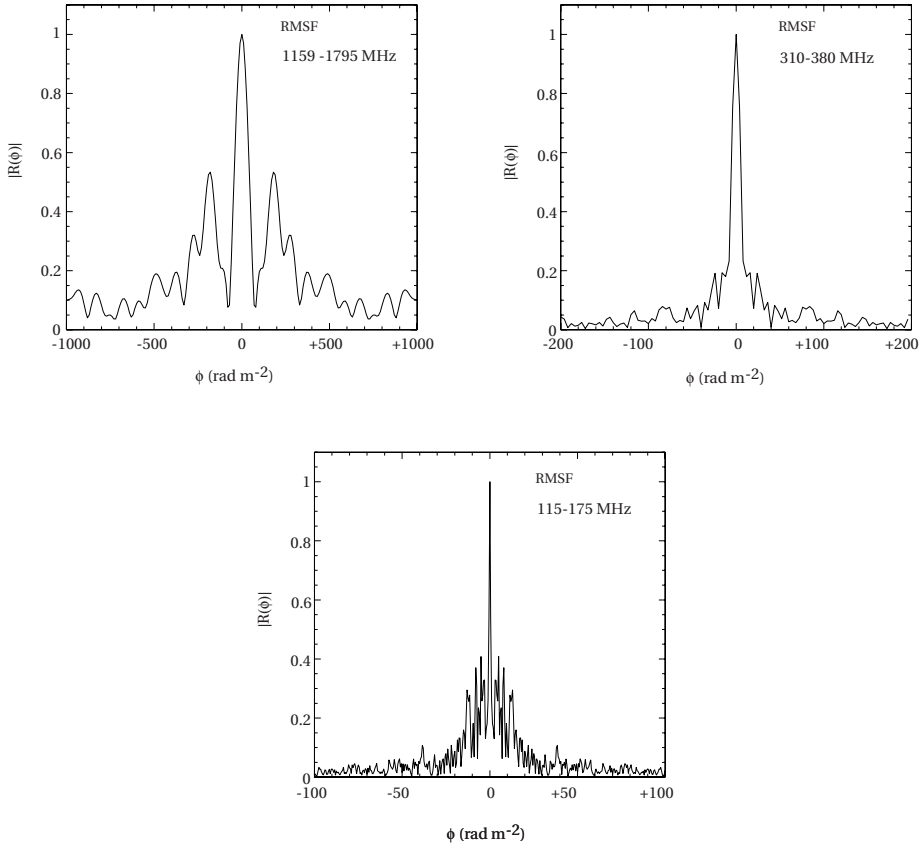 RMSF
1159 -1795 MHz
|R(ϕ)|
1
0.8
0.6
0.4
0.2
0
-1000 -500 0 +500 +1000
ϕ (rad m-2)
RMSF
310-380 MHz
|R(ϕ)|
1
0.8
0.6
0.4
0.2
0
-200 -100 0 +100 +200
ϕ (rad m-2)
RMSF
115-175 MHz
|R(ϕ)|
1
0.8
0.6
0.4
0.2
0
-100 -50 0 +50 +100
ϕ (rad m-2)